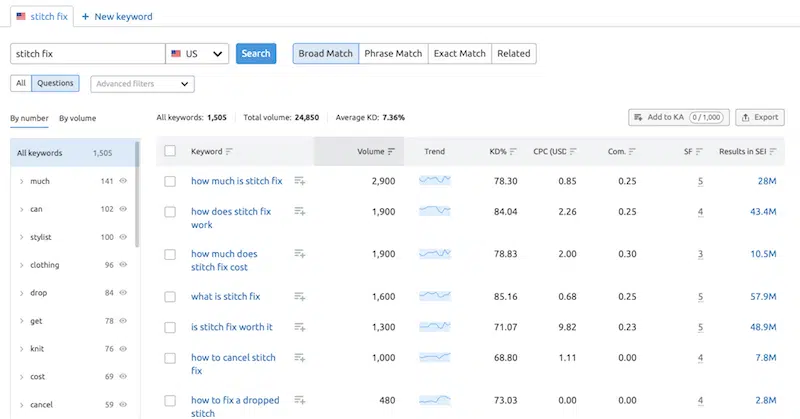 stitch fix
+ New keyword
stitch fix
US
Search
Broad Match
Phrase Match
Exact Match
Related
All
Questions
Advanced filters
By number
By volume
All keywords: 1,505
Total volume: 24,850
Average KD: 7.36%
Add to KA 0 / 1,000
Export
All keywords 1,505
much 141
can 102
stylist 100
clothing 96
drop 84
get 78
knit 76
cost 69
cancel 59
Keyword Volume Trend KD% CPC (USD Com. SF Results in SEI
how much is stitch fix 2,900 78.30 0.85 0.25 5 28M
how does stitch fix 1,900 84.04 2.26 0.25 4 43.4M
work
how much does 1,900 78.83 2.00 0.30 3 10.5M
stitch fix cost
what is stitch fix 1,600 85.16 0.68 0.25 5 57.9M
is stitch fix worth it 1,300 71.07 9.82 0.23 5 48.9M
how to cancel stitch 1,000 68.80 1.11 0.00 4 7.8M
fix
how to fix a dropped 480 73.03 0.00 0.00 4 2.8M
stitch